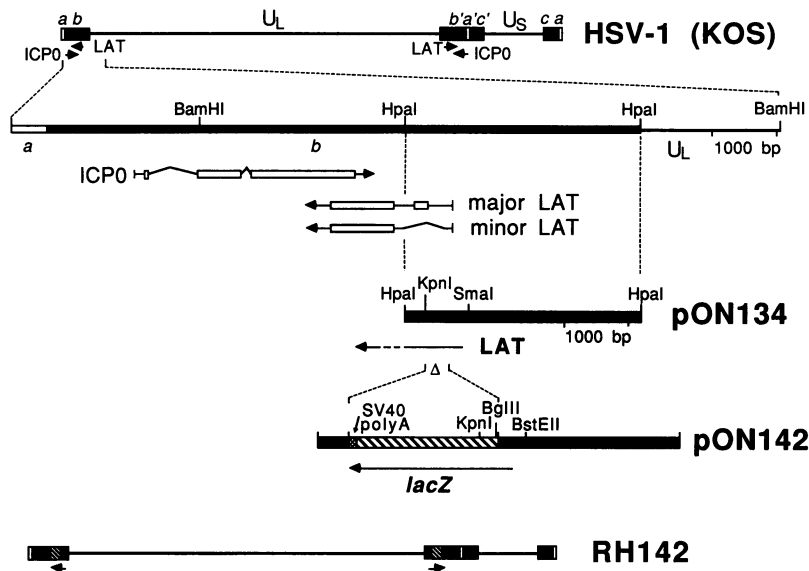 a b U_L b' a' c' U_S c a
HSV-1 (KOS)
ICP0 LAT LAT ICP0
BamHI HpaI HpaI BamHI
a b U_L 1000 bp
ICP0
major LAT
minor LAT
HpaI KpnI SmaI HpaI
pON134
1000 bp
LAT
Δ
SV40 polyA KpnI BglII BstEII
pON142
lacZ
RH142